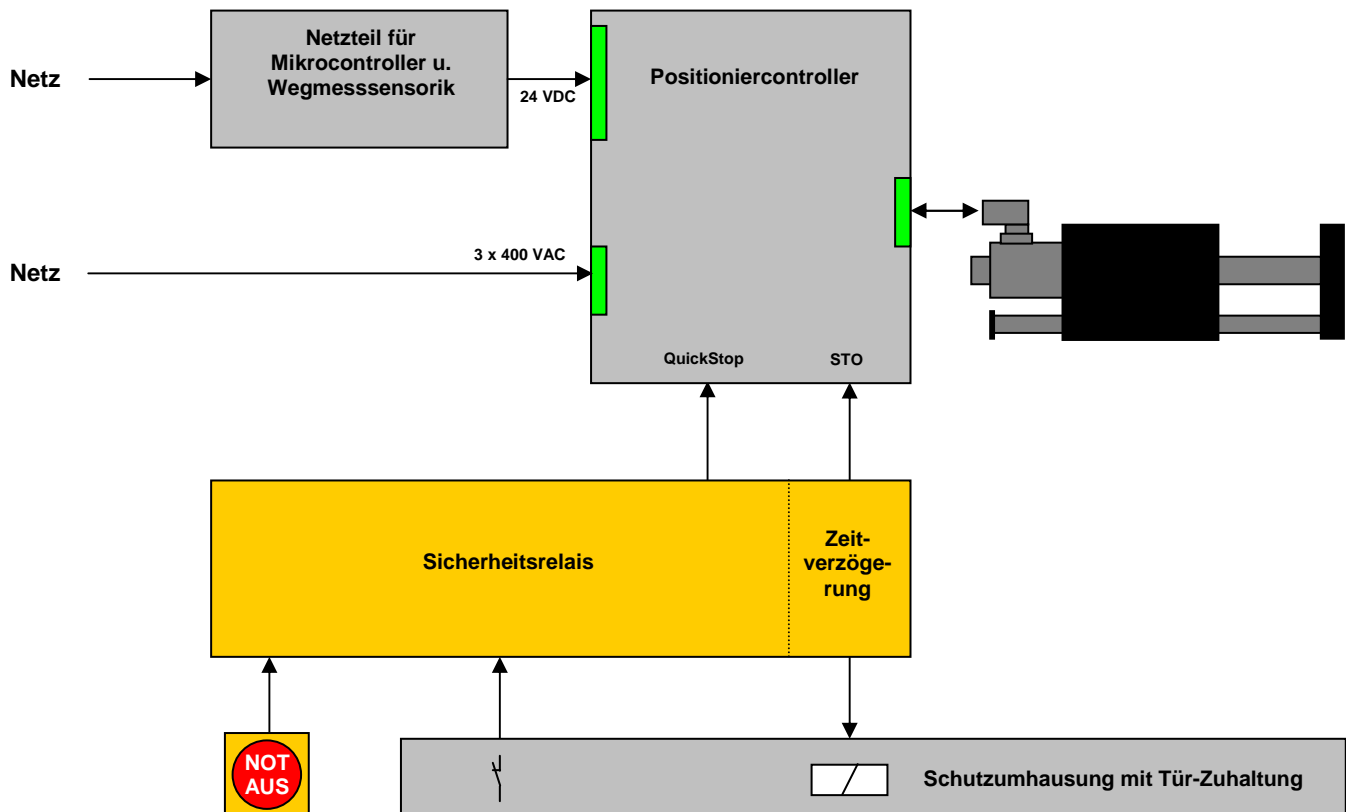 Netzteil für
Mikrocontroller u.
Wegmesssensorik
Netz
24 VDC
Positioniercontroller
3 x 400 VAC
Netz
QuickStop
STO
Sicherheitsrelais
Zeit-
verzöge-
rung
NOT
AUS
Schutzumhausung mit Tür-Zuhaltung